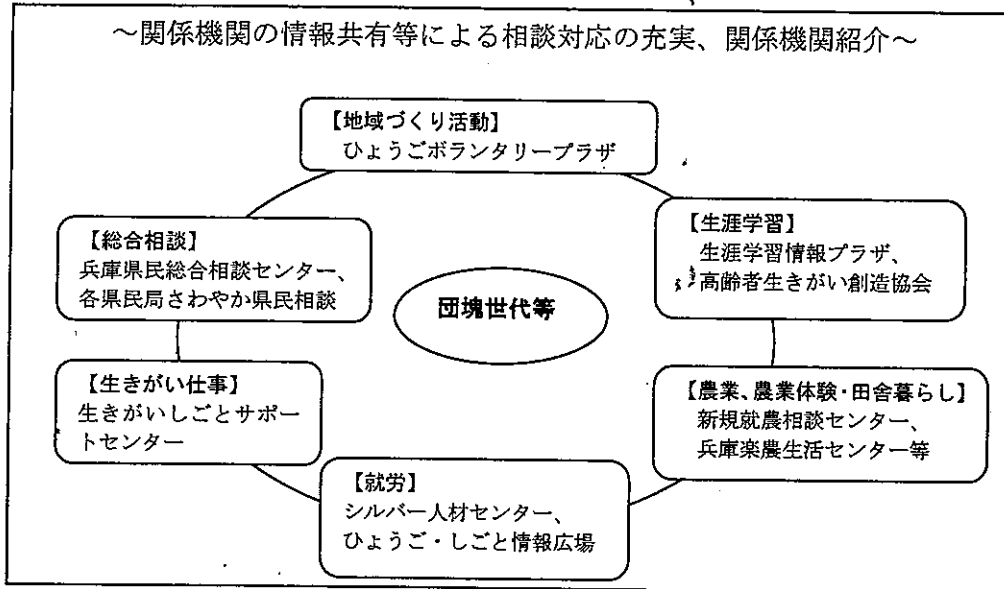 ～関係機関の情報共有等による相談対応の充実、関係機関紹介～
【地域づくり活動】
ひょうごボランタリープラザ
【総合相談】
兵庫県民総合相談センター、
各県民局さわやか県民相談
【生涯学習】
生涯学習情報プラザ、
高齢者生きがい創造協会
団塊世代等
【生きがい仕事】
生きがいしごとサポー
トセンター
【農業、農業体験・田舎暮らし】
新規就農相談センター、
兵庫楽農生活センター等
【就労】
シルバー人材センター、
ひょうご・しごと情報広場